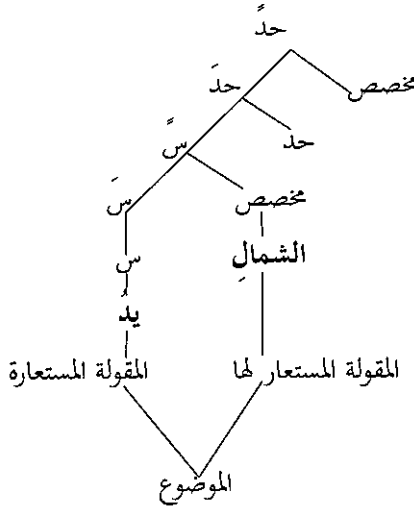 حدً
مخصص حدَ
حد سً
مخصص سَ
الشمالِ س
يدُ
المقولة المستعار لها المقولة المستعارة
الموضوع